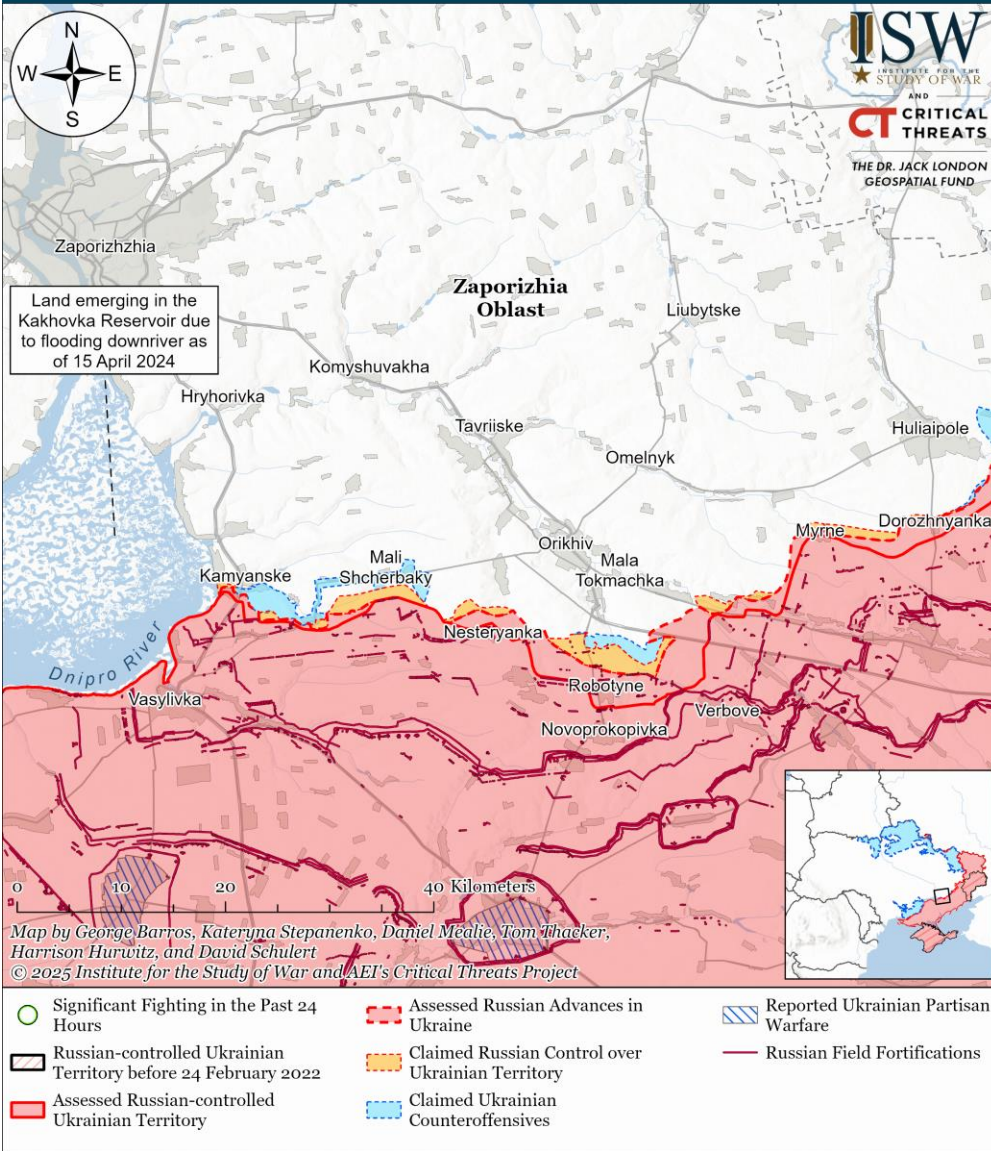 N
W
E
S
ISW
INSTITUTE FOR THE
STUDY OF WAR
AND
CT CRITICAL
THREATS
THE DR. JACK LONDON
GEOSPATIAL FUND
Zaporizhzhia
Land emerging in the
Kakhovka Reservoir due
to flooding downriver as
of 15 April 2024
Zaporizhia
Oblast
Liubytske
Komyshuvakha
Hryhorivka
Tavriiske
Huliaipole
Omelnyk
Dorozhnyanka
Myrne
Orikhiv
Mali
Shcherbaky
Mala
Tokmachka
Kamyanske
Nesteryanka
Dnipro River
Robotyne
Vasylivka
Verbove
Novoprokopivka
0 10 20 40 Kilometers
Map by George Barros, Kateryna Stepanenko, Daniel Mealie, Tom Thacker,
Harrison Hurwitz, and David Schulert
© 2025 Institute for the Study of War and AEI's Critical Threats Project
Significant Fighting in the Past 24
Hours
Russian-controlled Ukrainian
Territory before 24 February 2022
Assessed Russian-controlled
Ukrainian Territory
Assessed Russian Advances in
Ukraine
Claimed Russian Control over
Ukrainian Territory
Claimed Ukrainian
Counteroffensives
Reported Ukrainian Partisan
Warfare
Russian Field Fortifications